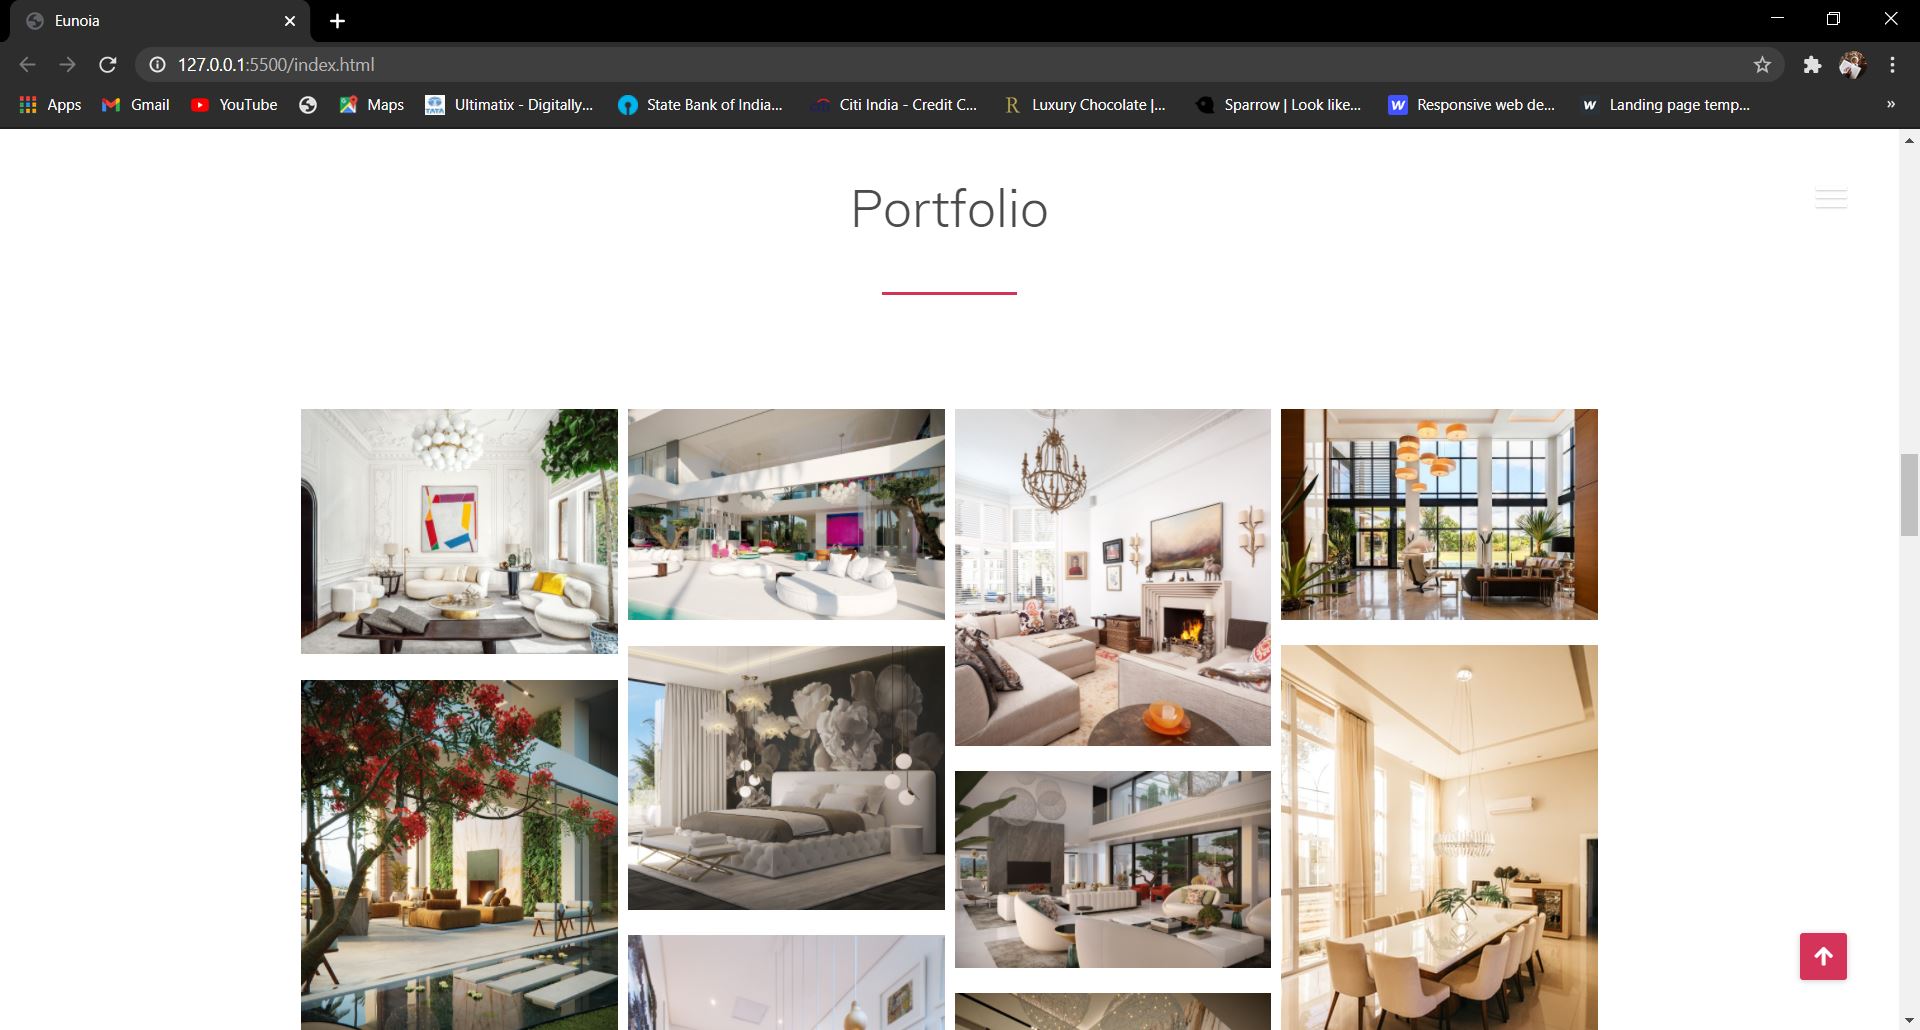 Eunoia
127.0.0.1:5500/index.html
Apps Gmail YouTube Maps Ultimatix - Digitally... State Bank of India... Citi India - Credit C... Luxury Chocolate |... Sparrow | Look like... Responsive web de... Landing page temp... »
Portfolio